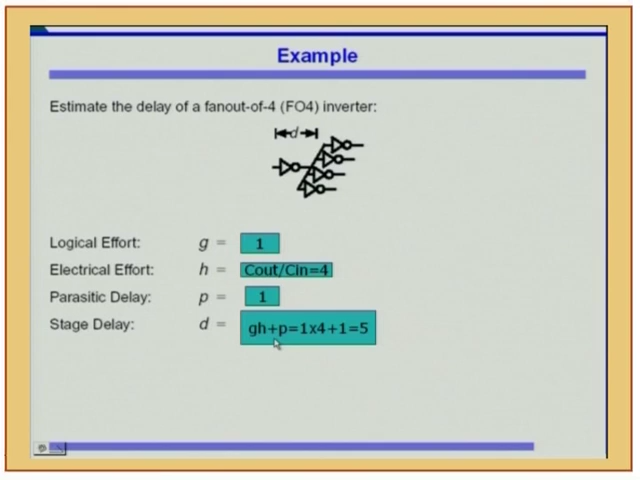 Example
Estimate the delay of a fanout-of-4 (FO4) inverter:
d
Logical Effort: g = 1
Electrical Effort: h = Cout/Cin=4
Parasitic Delay: p = 1
Stage Delay: d = gh+p=1x4+1=5